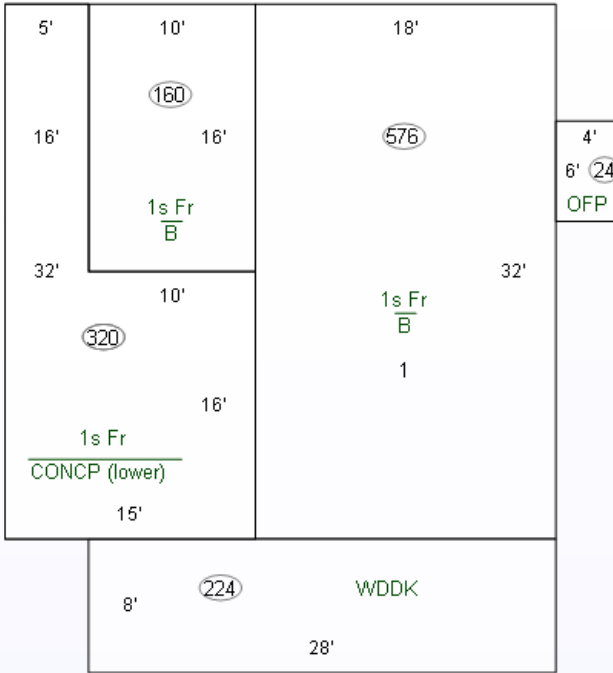 5' 10' 18'
160
16' 16' 576 4'
6' 24
1s Fr OFP
B
32' 10' 32'
1s Fr
320 B
1
16'
1s Fr
CONCP (lower)
15'
224 WDDK
8'
28'